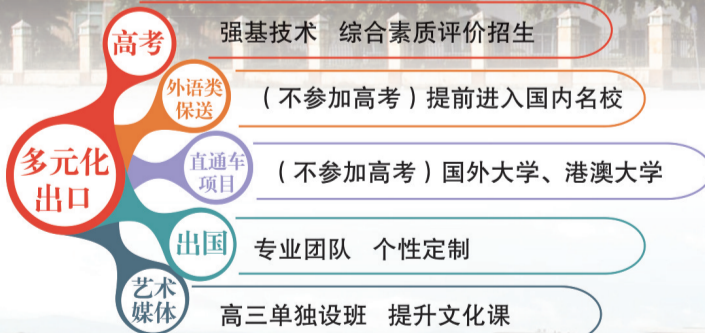 多元化
出口
高考
强基技术 综合素质评价招生
外语类
保送
（不参加高考）提前进入国内名校
直通车
项目
（不参加高考）国外大学、港澳大学
出国
专业团队 个性定制
艺术
媒体
高三单独设班 提升文化课